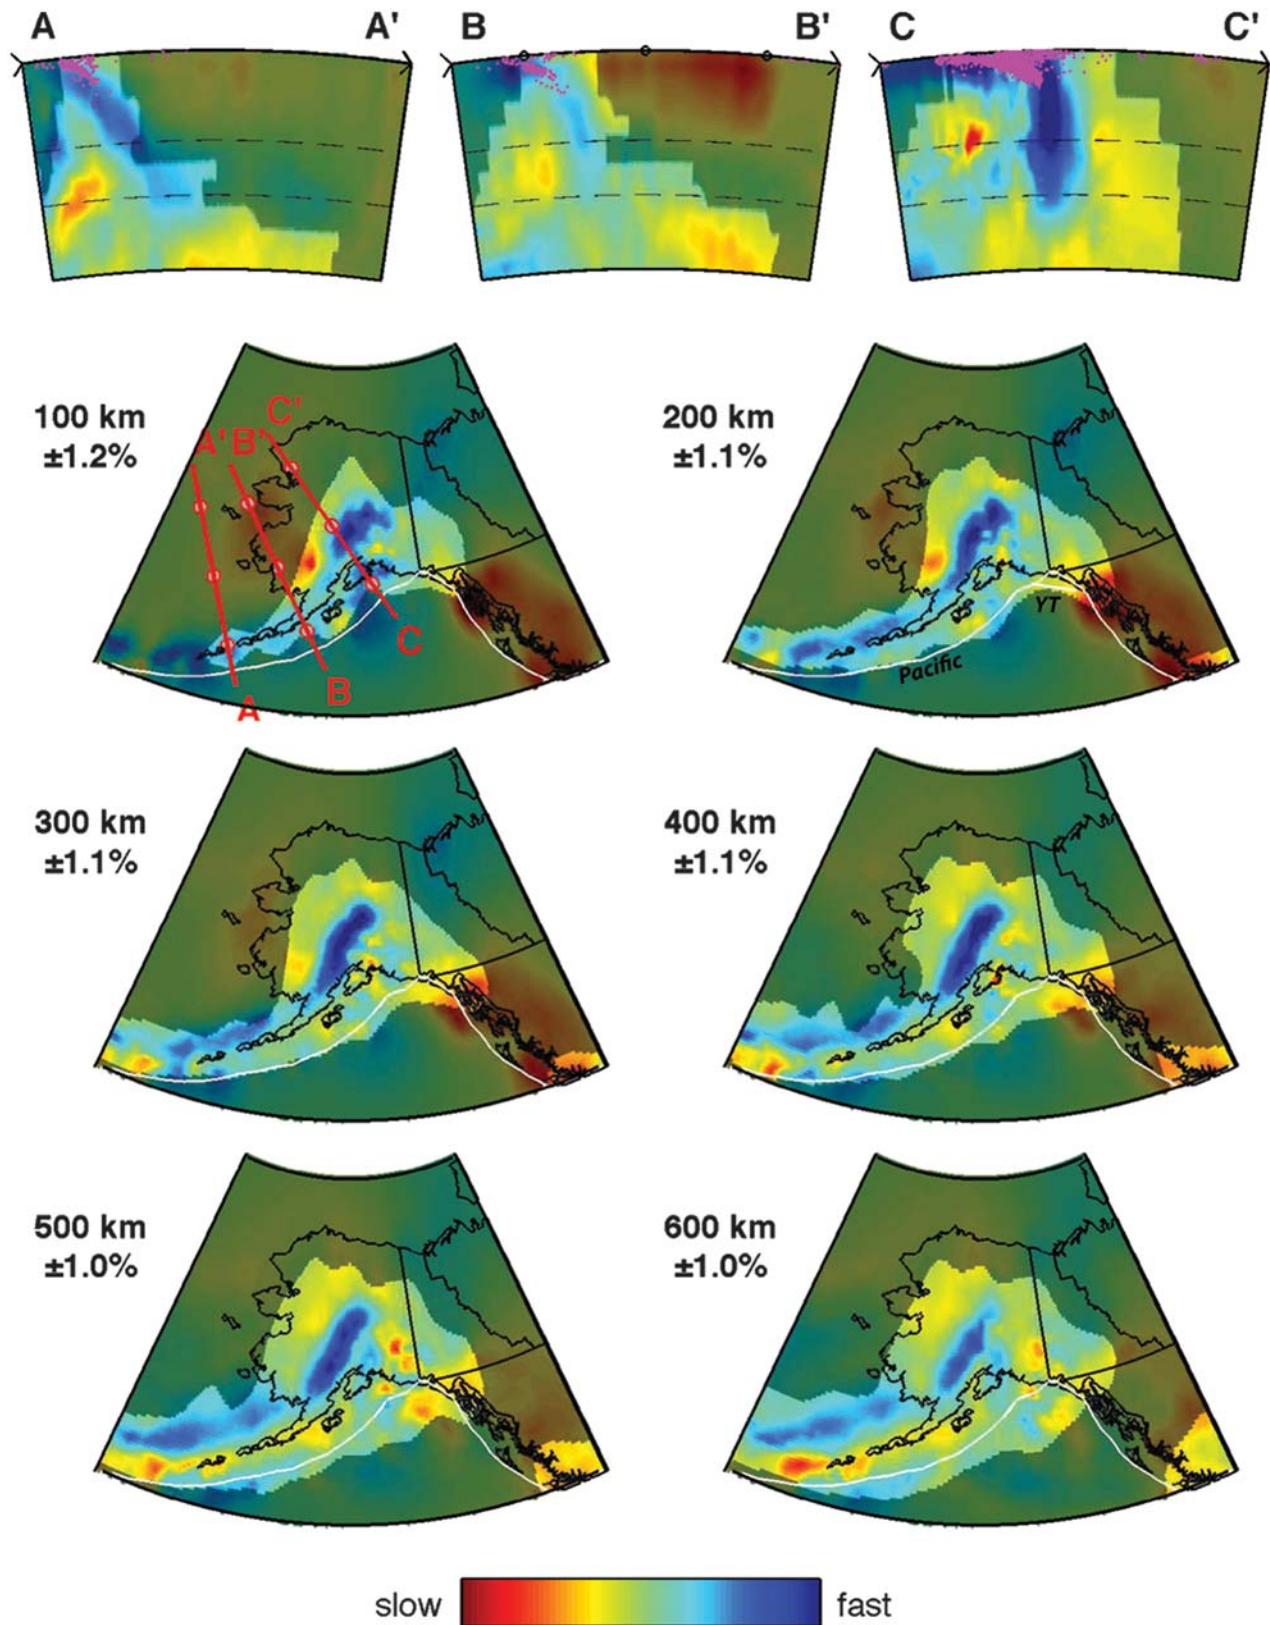 A A' B B' C C'
100 km
±1.2%
A' B' C'
A B C
200 km
±1.1%
YT
Pacific
300 km
±1.1%
400 km
±1.1%
500 km
±1.0%
600 km
±1.0%
slow fast